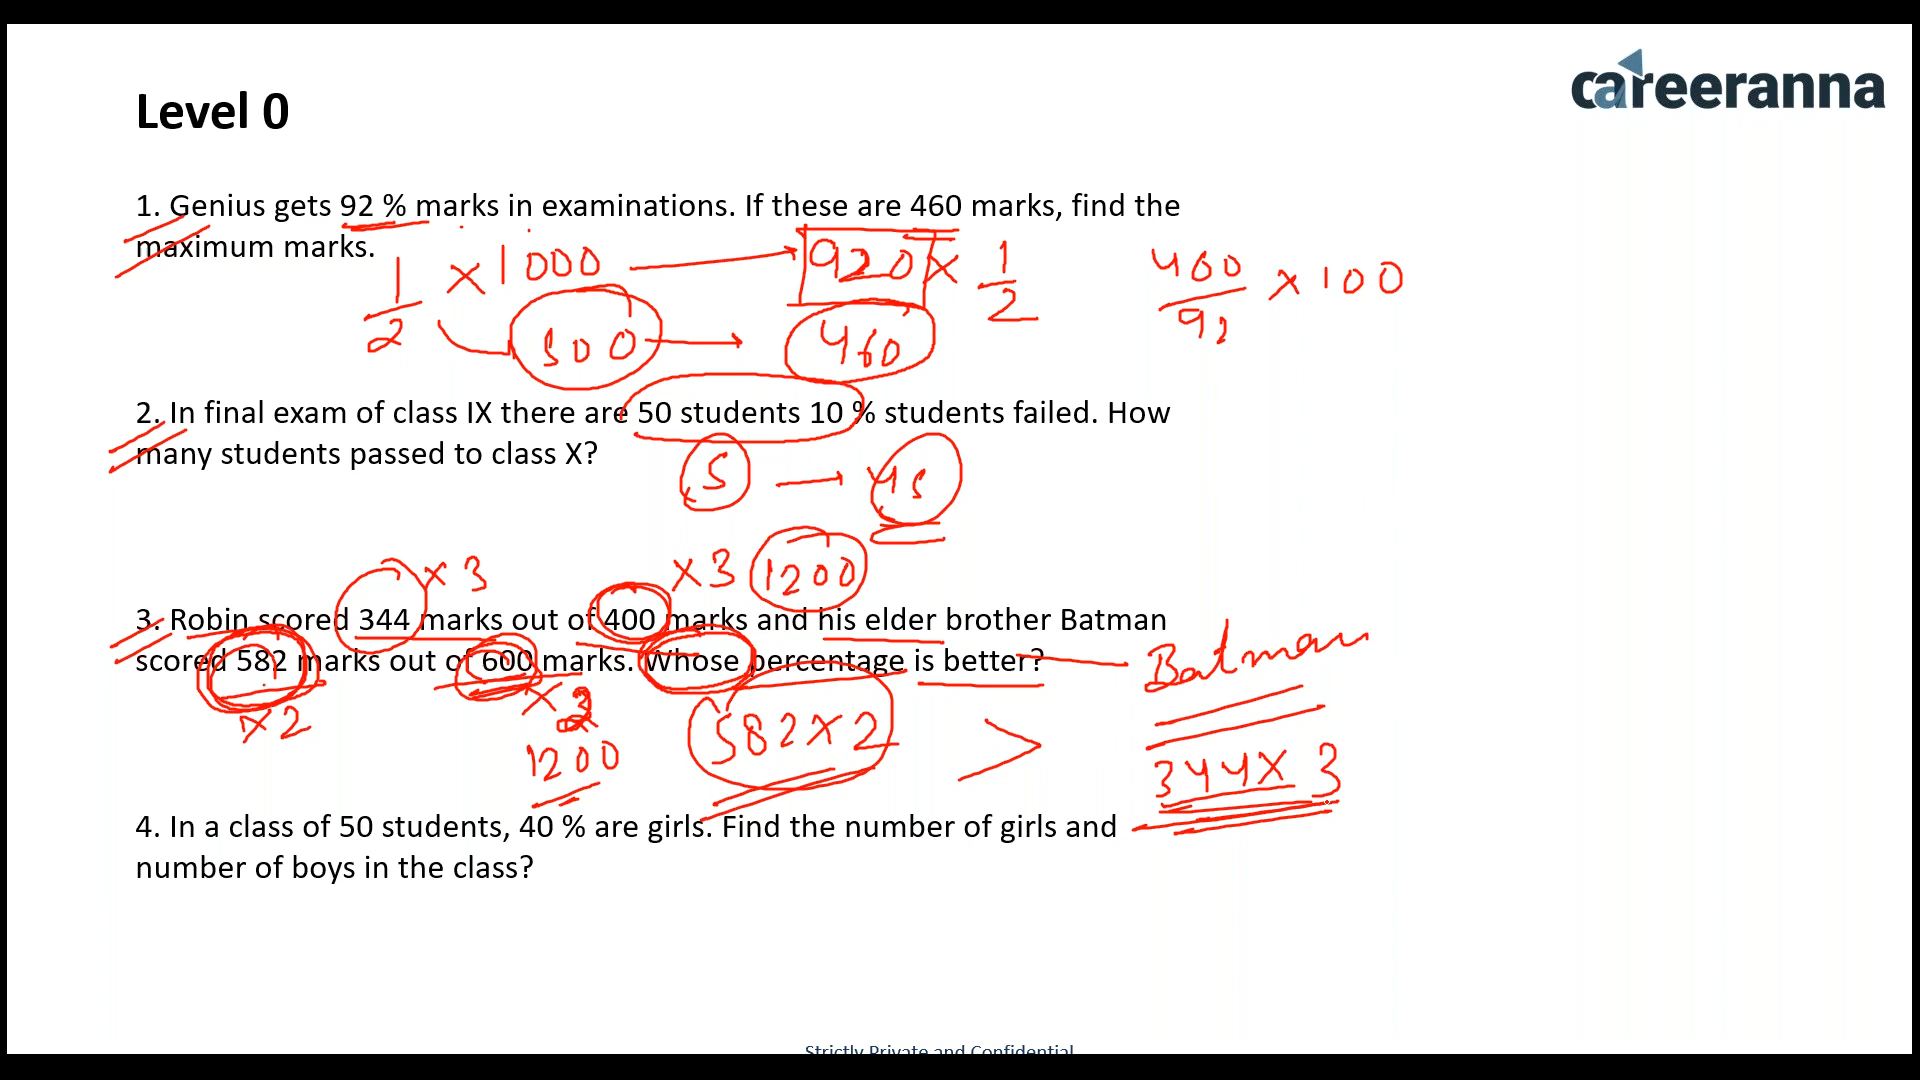 careeranna
Level 0
1. Genius gets 92 % marks in examinations. If these are 460 marks, find the
maximum marks.
1/2 × 1000 920 × 1/2 460/92 × 100
500 460
2. In final exam of class IX there are 50 students 10 % students failed. How
many students passed to class X?
5 45
× 3 × 3 1200
3. Robin scored 344 marks out of 400 marks and his elder brother Batman
scored 582 marks out of 600 marks. Whose percentage is better?
Batman
× 2 × 2 582 × 2 > 344 × 3
1200
4. In a class of 50 students, 40 % are girls. Find the number of girls and
number of boys in the class?
Strictly Private and Confidential